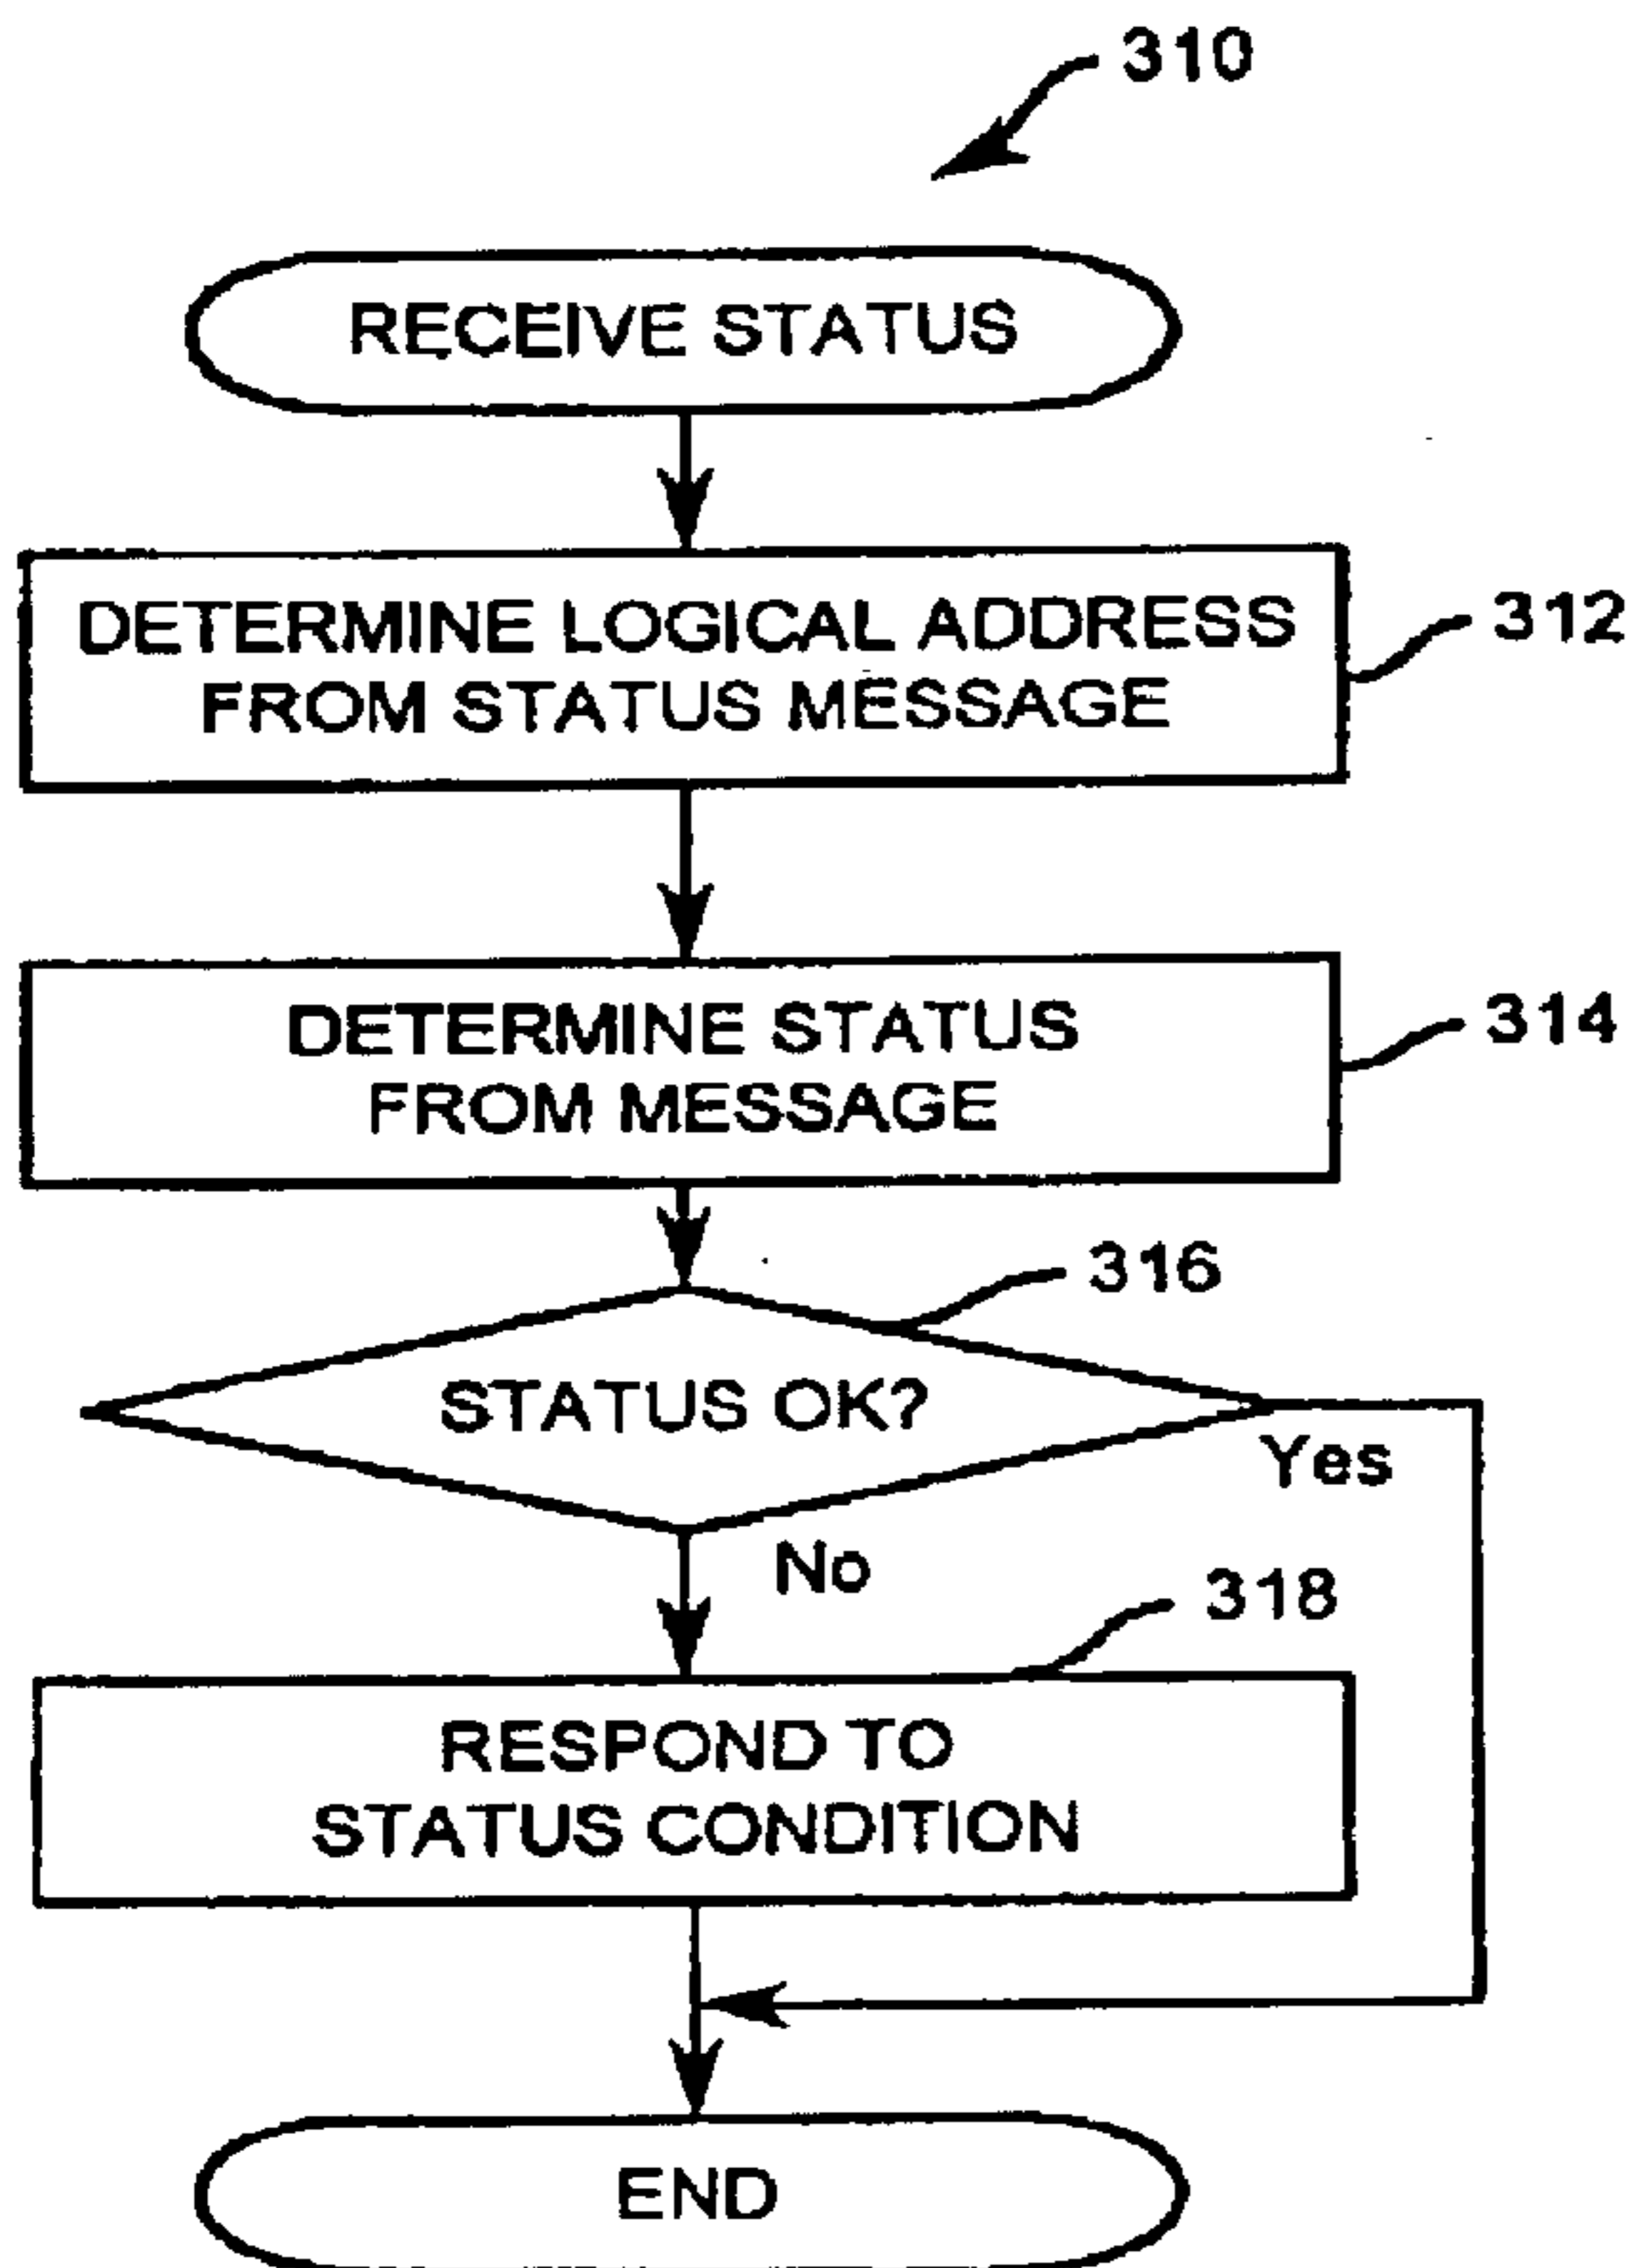 310
RECEIVE STATUS
DETERMINE LOGICAL ADDRESS
FROM STATUS MESSAGE
312
DETERMINE STATUS
FROM MESSAGE
314
316
STATUS OK?
Yes
No
318
RESPOND TO
STATUS CONDITION
END